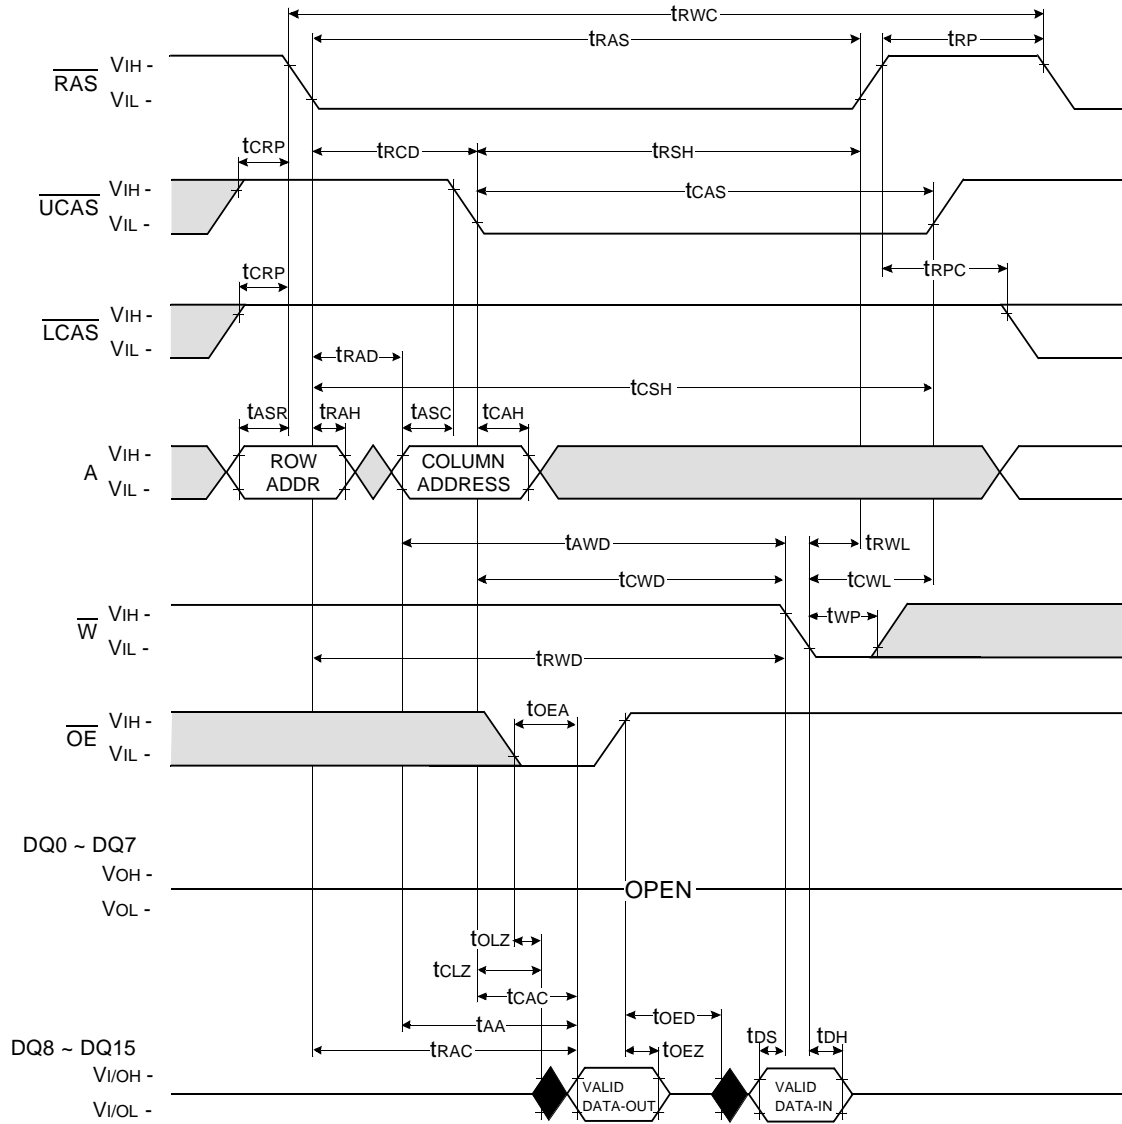 tRWC
tRAS
tRP
RAS
VIH -
VIL -
tCRP
tRCD
tRSH
UCAS
VIH -
VIL -
tCAS
tCRP
tRPC
LCAS
VIH -
VIL -
tRAD
tCSH
tASR
tRAH
tASC
tCAH
A
VIH -
VIL -
ROW
ADDR
COLUMN
ADDRESS
tAWD
tRWL
tCWD
tCWL
W
VIH -
VIL -
tWP
tRWD
OE
VIH -
VIL -
tOEA
DQ0 ~ DQ7
VOH -
VOL -
OPEN
tOLZ
tCLZ
tCAC
tAA
tOED
tDS
tDH
tRAC
tOEZ
DQ8 ~ DQ15
VI/OH -
VI/OL -
VALID
DATA-OUT
VALID
DATA-IN